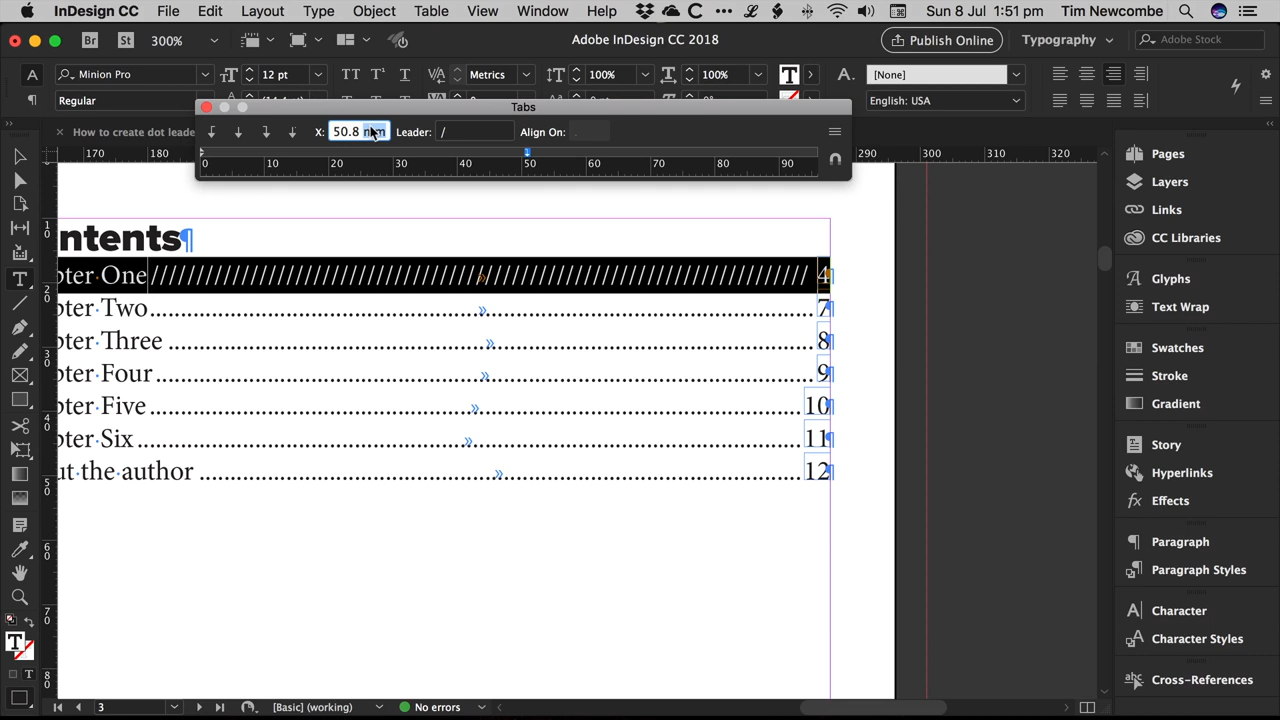 InDesign CC File Edit Layout Type Object Table View Window Help Sun 8 Jul 1:51 pm Tim Newcombe
Br St 300% Adobe InDesign CC 2018 Publish Online Typography Adobe Stock
A Minion Pro 12 pt TT T¹ T VA Metrics 100% 100% T A. [None]
¶ Regular English: USA
Tabs
How to create dot leade
X: 50.8 mm Leader: / Align On: .
0 10 20 30 40 50 60 70 80 90
170 180 290 300 310 320 330
ntents¶
pter One//////////////////////////////////////////////////////////////////////////////////// 4
pter Two.................................................................................................... 7¶
pter Three ................................................................................................ 8¶
pter Four.................................................................................................. 9¶
pter Five................................................................................................. 10¶
pter Six................................................................................................... 11¶
ut the author ........................................................................................... 12¶
Pages
Layers
Links
CC Libraries
Glyphs
Text Wrap
Swatches
Stroke
Gradient
Story
Hyperlinks
Effects
Paragraph
Paragraph Styles
Character
Character Styles
Cross-References
3 [Basic] (working) No errors